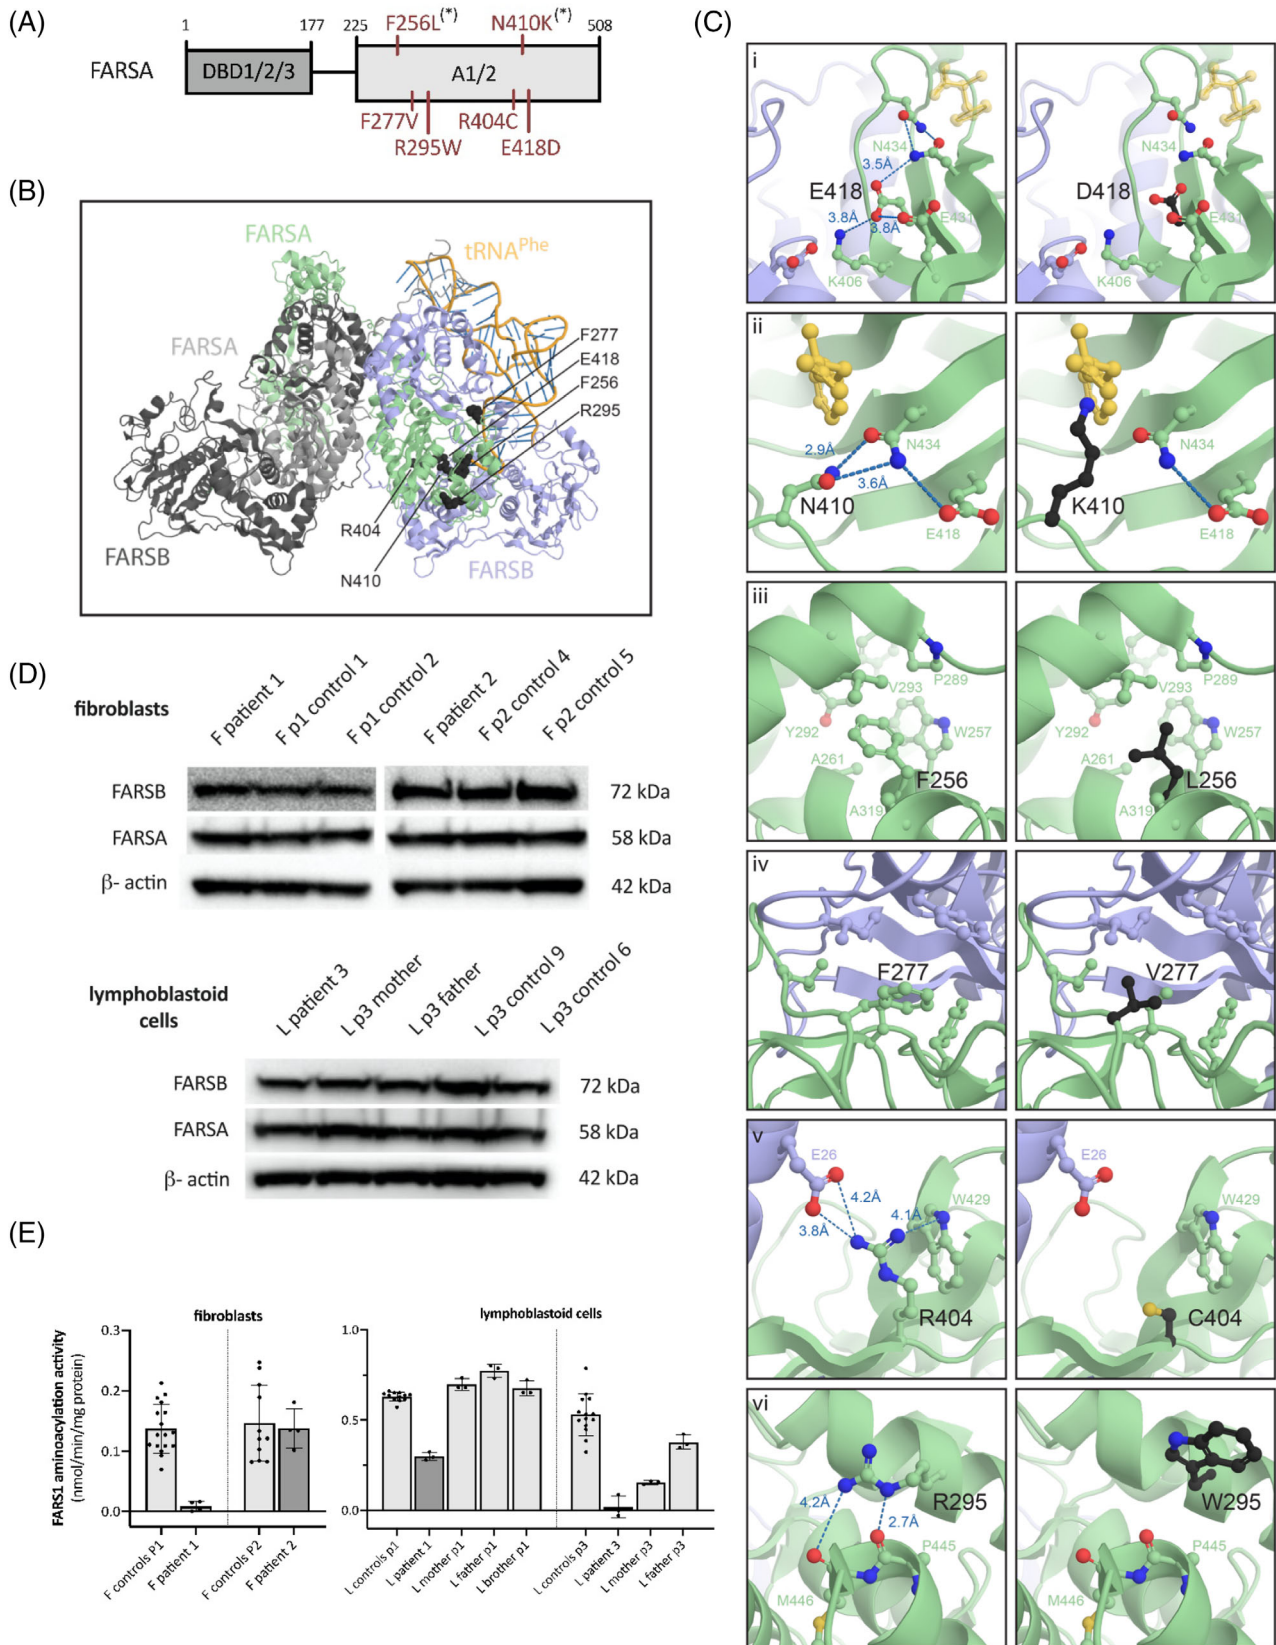 (A)
1
177
225
F256L(*)
N410K(*)
508
FARSA
DBD1/2/3
A1/2
F277V
R404C
R295W
E418D
(B)
FARSA
tRNAPhe
FARSA
F277
E418
F256
R295
R404
FARSB
FARSB
N410
(C)
i
N434
3.5Å
E418
3.8Å
3.8Å
E431
K406
N434
D418
E431
K406
ii
2.9Å
N434
3.6Å
N410
E418
N434
K410
E418
iii
V293
P289
Y292
W257
A261
F256
A319
V293
P289
Y292
W257
A261
L256
A319
iv
F277
V277
v
E26
4.2Å
4.1Å
W429
3.8Å
R404
E26
W429
C404
vi
4.2Å
R295
2.7Å
P445
M446
W295
P445
M446
(D)
fibroblasts
F patient 1
F p1 control 1
F p1 control 2
F patient 2
F p2 control 4
F p2 control 5
FARSB
72 kDa
FARSA
58 kDa
β- actin
42 kDa
lymphoblastoid
cells
L patient 3
L p3 mother
L p3 father
L p3 control 9
L p3 control 6
FARSB
72 kDa
FARSA
58 kDa
β- actin
42 kDa
(E)
FARS1 aminoacylation activity
(nmol/min/mg protein)
fibroblasts
0.3
0.2
0.1
0.0
F controls P1
F patient 1
F controls P2
F patient 2
lymphoblastoid cells
1.0
0.5
0.0
L controls p1
L patient 1
L mother p1
L father p1
L brother p1
L controls p3
L patient 3
L mother p3
L father p3